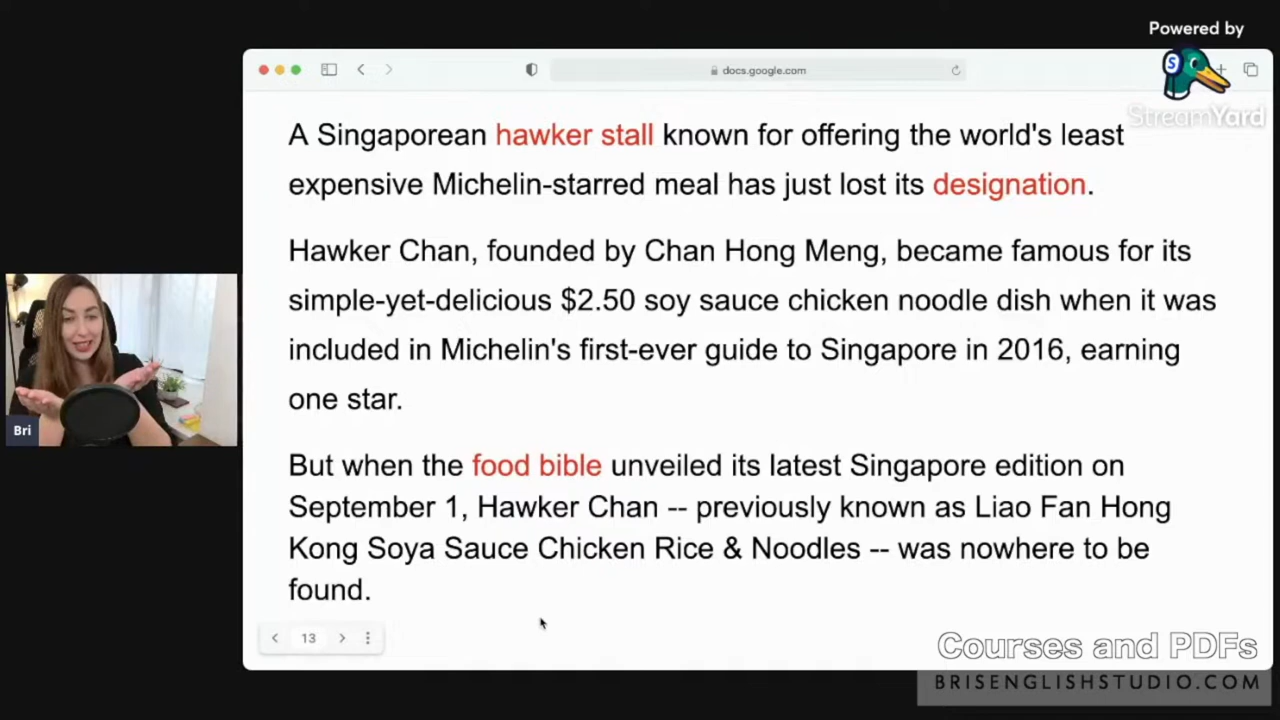 Powered by
docs.google.com
StreamYard
A Singaporean hawker stall known for offering the world's least
expensive Michelin-starred meal has just lost its designation.
Hawker Chan, founded by Chan Hong Meng, became famous for its
simple-yet-delicious $2.50 soy sauce chicken noodle dish when it was
included in Michelin's first-ever guide to Singapore in 2016, earning
one star.
Bri
But when the food bible unveiled its latest Singapore edition on
September 1, Hawker Chan -- previously known as Liao Fan Hong
Kong Soya Sauce Chicken Rice & Noodles -- was nowhere to be
found.
13
Courses and PDFs
BRISENGLISHSTUDIO.COM